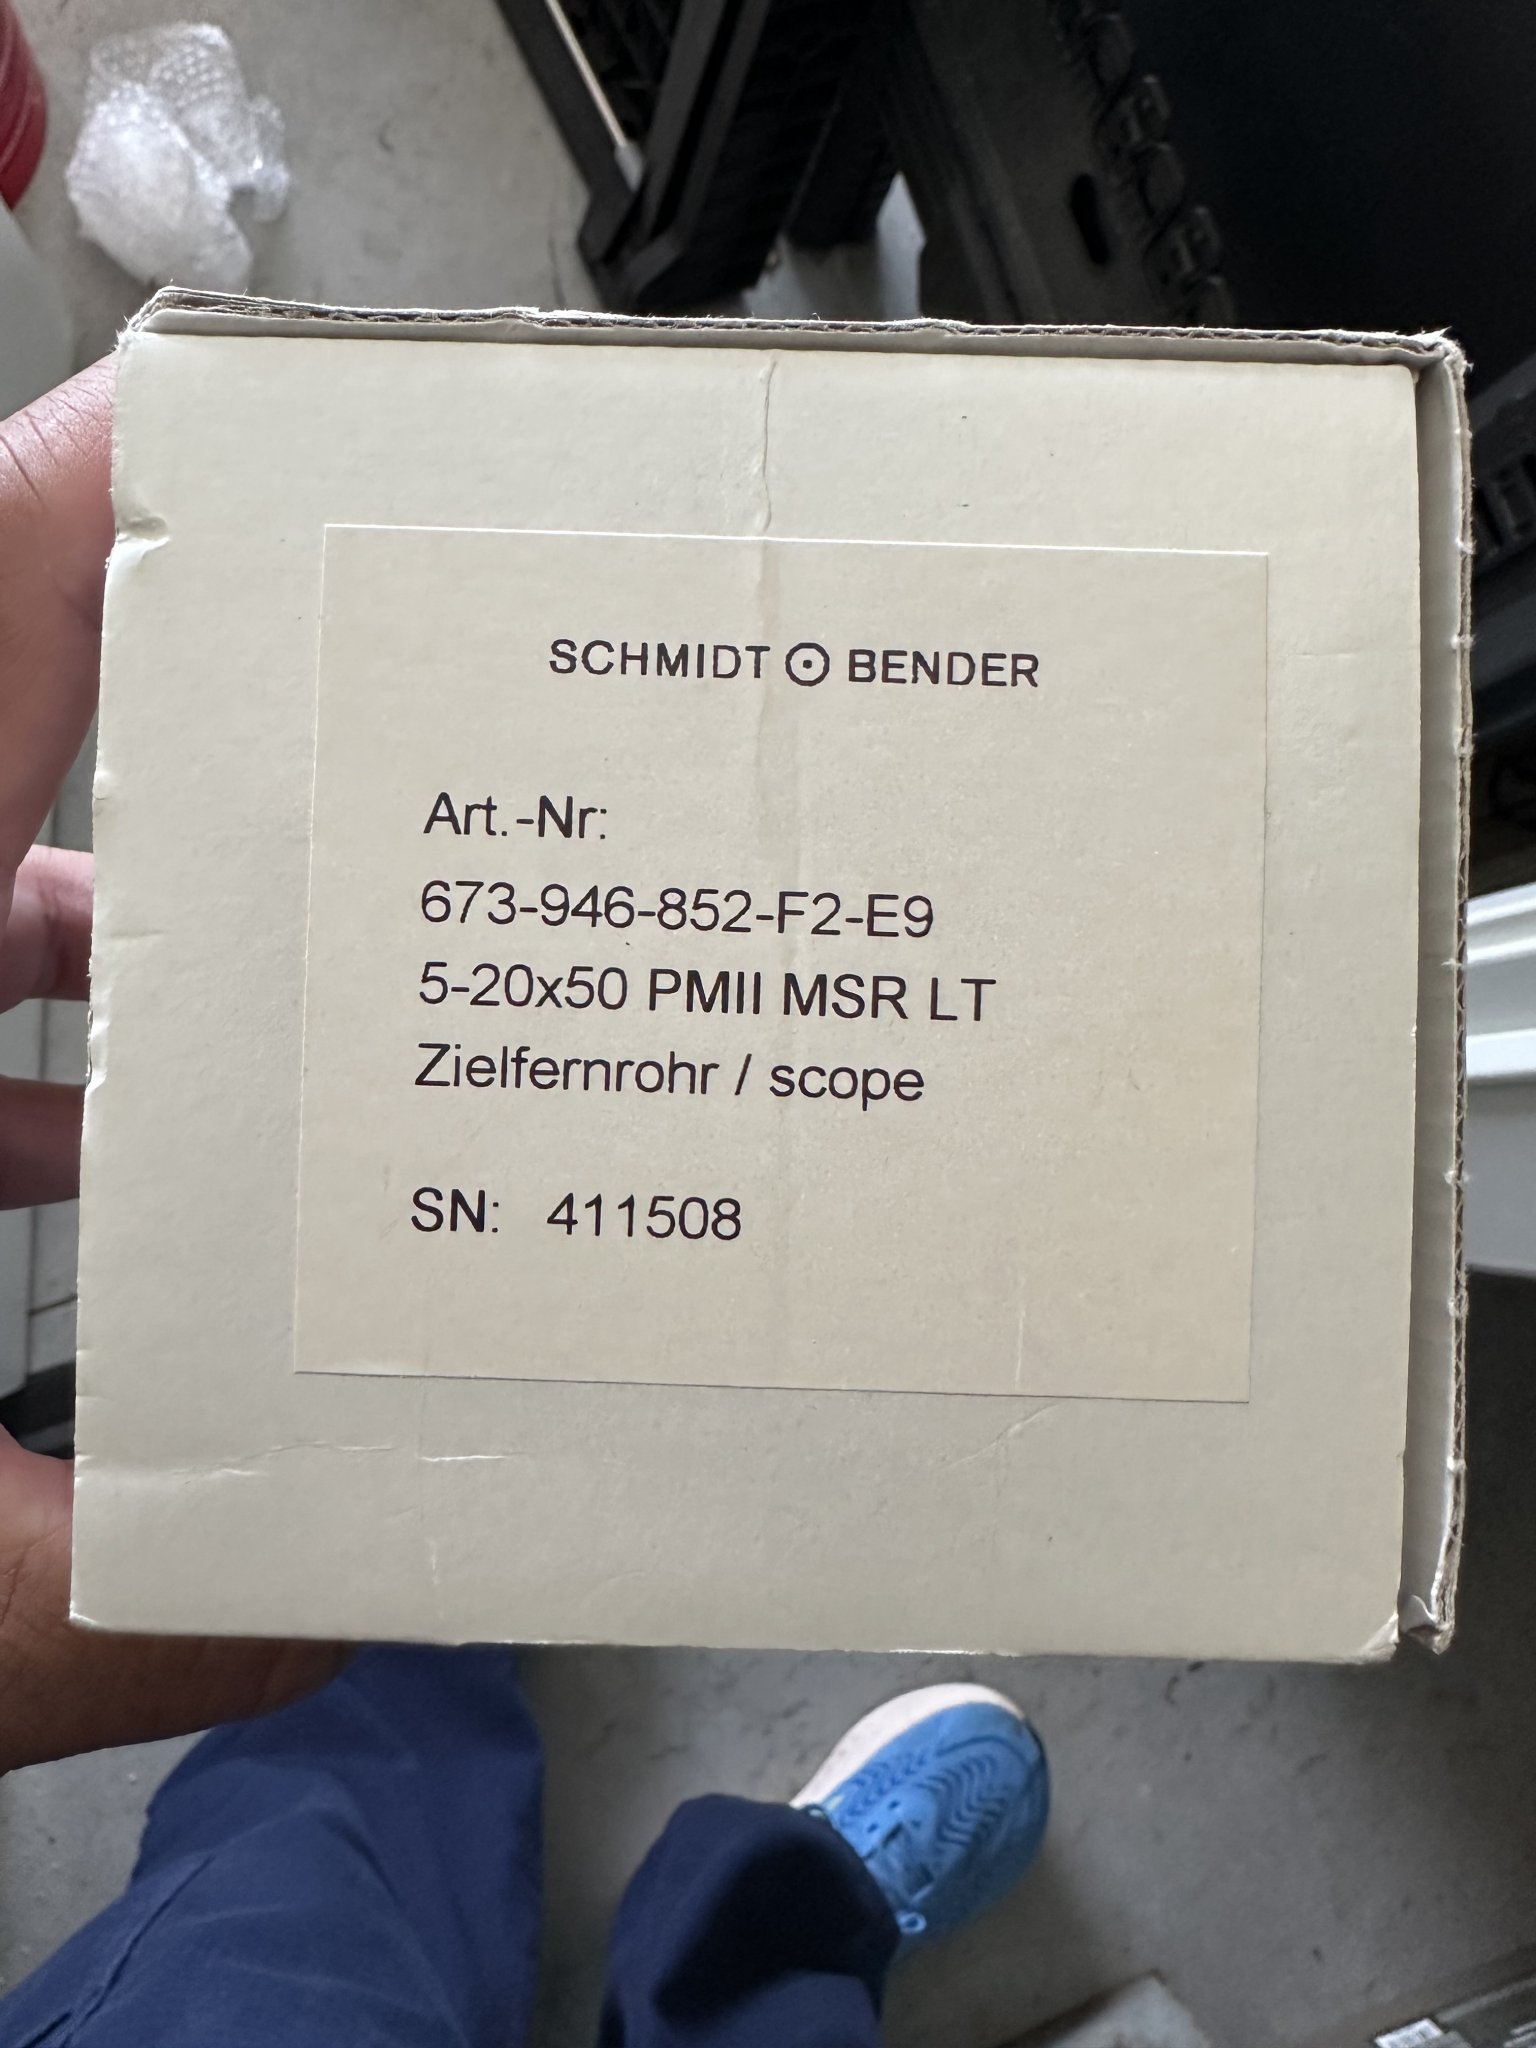 SCHMIDT BENDER
Art.-Nr:
673-946-852-F2-E9
5-20x50 PMII MSR LT
Zielfernrohr / scope
SN: 411508